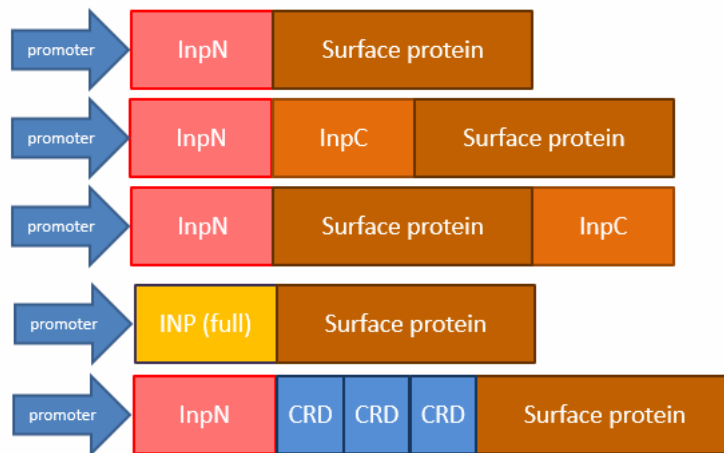 promoter InpN Surface protein
promoter InpN InpC Surface protein
promoter InpN Surface protein InpC
promoter INP (full) Surface protein
promoter InpN CRD CRD CRD Surface protein